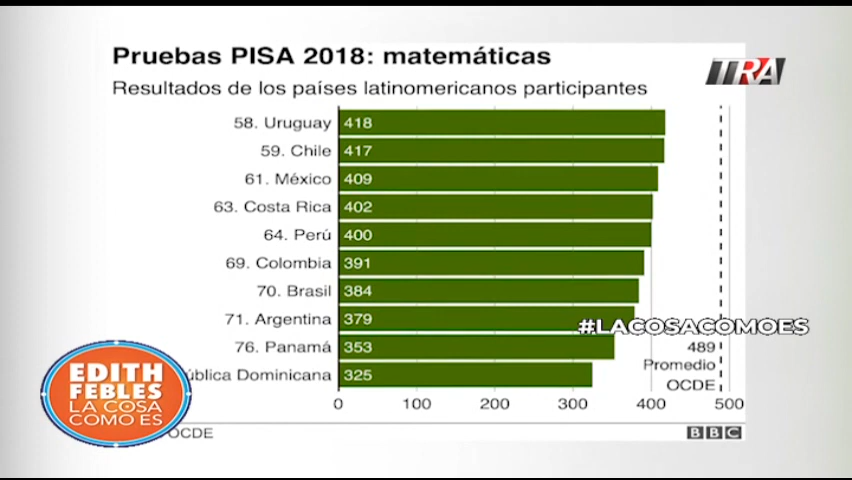 Pruebas PISA 2018: matemáticas
TRA
Resultados de los países latinomericanos participantes
58. Uruguay 418
59. Chile 417
61. México 409
63. Costa Rica 402
64. Perú 400
69. Colombia 391
70. Brasil 384
71. Argentina 379
#LACOSACOMOES
76. Panamá 353
489
Promedio
OCDE
ública Dominicana 325
0 100 200 300 400 500
EDITH
FEBLES
LA COSA
COMO ES
OCDE
BBC